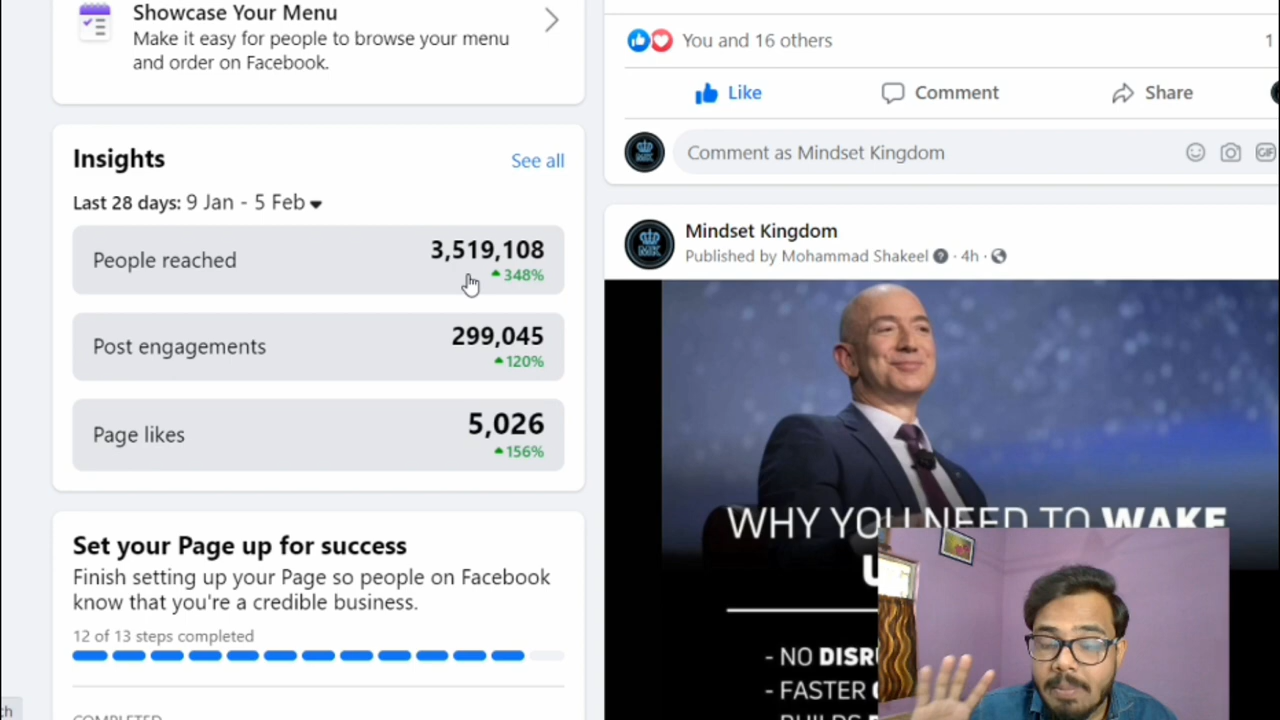 Showcase Your Menu
Make it easy for people to browse your menu
and order on Facebook.
Insights
See all
Last 28 days: 9 Jan - 5 Feb
People reached
3,519,108
348%
Post engagements
299,045
120%
Page likes
5,026
156%
Set your Page up for success
Finish setting up your Page so people on Facebook
know that you're a credible business.
12 of 13 steps completed
COMPLETED
You and 16 others
1
Like
Comment
Share
Comment as Mindset Kingdom
GIF
Mindset Kingdom
Published by Mohammad Shakeel · 4h ·
WHY YOU NEED TO WAKE
- NO
- FASTER